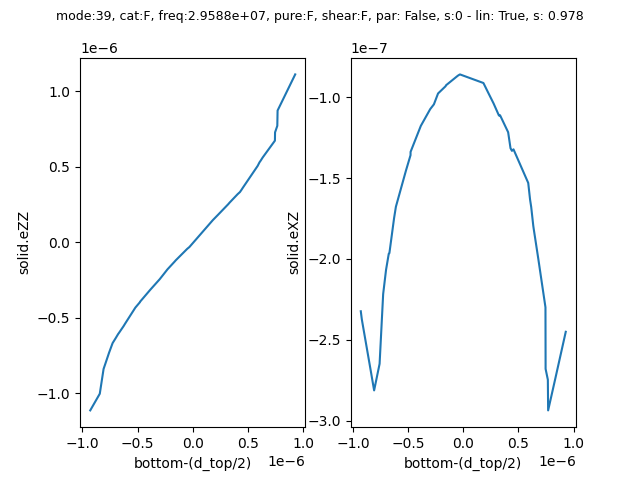 mode:39, cat:F, freq:2.9588e+07, pure:F, shear:F, par: False, s:0 - lin: True, s: 0.978
1e−6
1.0
0.5
0.0
−0.5
−1.0
solid.eZZ
−1.0
−0.5
0.0
0.5
1.0
bottom-(d_top/2)
1e−6
1e−7
−1.0
−1.5
−2.0
−2.5
−3.0
solid.eXZ
−1.0
−0.5
0.0
0.5
1.0
bottom-(d_top/2)
1e−6